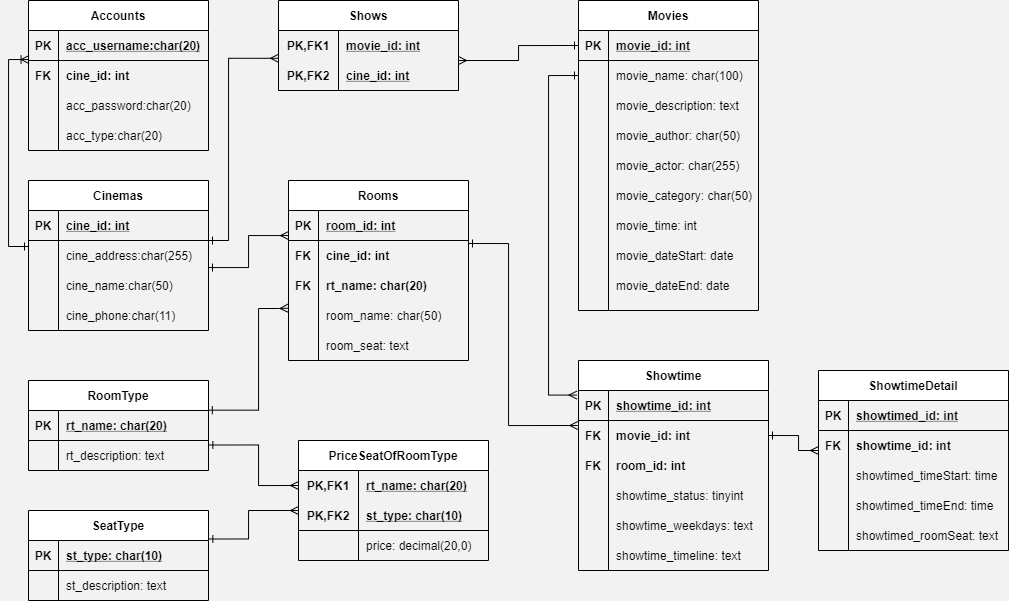 Accounts
PK acc_username:char(20)
FK cine_id: int
acc_password:char(20)
acc_type:char(20)
Shows
PK,FK1 movie_id: int
PK,FK2 cine_id: int
Movies
PK movie_id: int
movie_name: char(100)
movie_description: text
movie_author: char(50)
movie_actor: char(255)
movie_category: char(50)
movie_time: int
movie_dateStart: date
movie_dateEnd: date
Cinemas
PK cine_id: int
cine_address:char(255)
cine_name:char(50)
cine_phone:char(11)
Rooms
PK room_id: int
FK cine_id: int
FK rt_name: char(20)
room_name: char(50)
room_seat: text
RoomType
PK rt_name: char(20)
rt_description: text
PriceSeatOfRoomType
PK,FK1 rt_name: char(20)
PK,FK2 st_type: char(10)
price: decimal(20,0)
SeatType
PK st_type: char(10)
st_description: text
Showtime
PK showtime_id: int
FK movie_id: int
FK room_id: int
showtime_status: tinyint
showtime_weekdays: text
showtime_timeline: text
ShowtimeDetail
PK showtimed_id: int
FK showtime_id: int
showtimed_timeStart: time
showtimed_timeEnd: time
showtimed_roomSeat: text